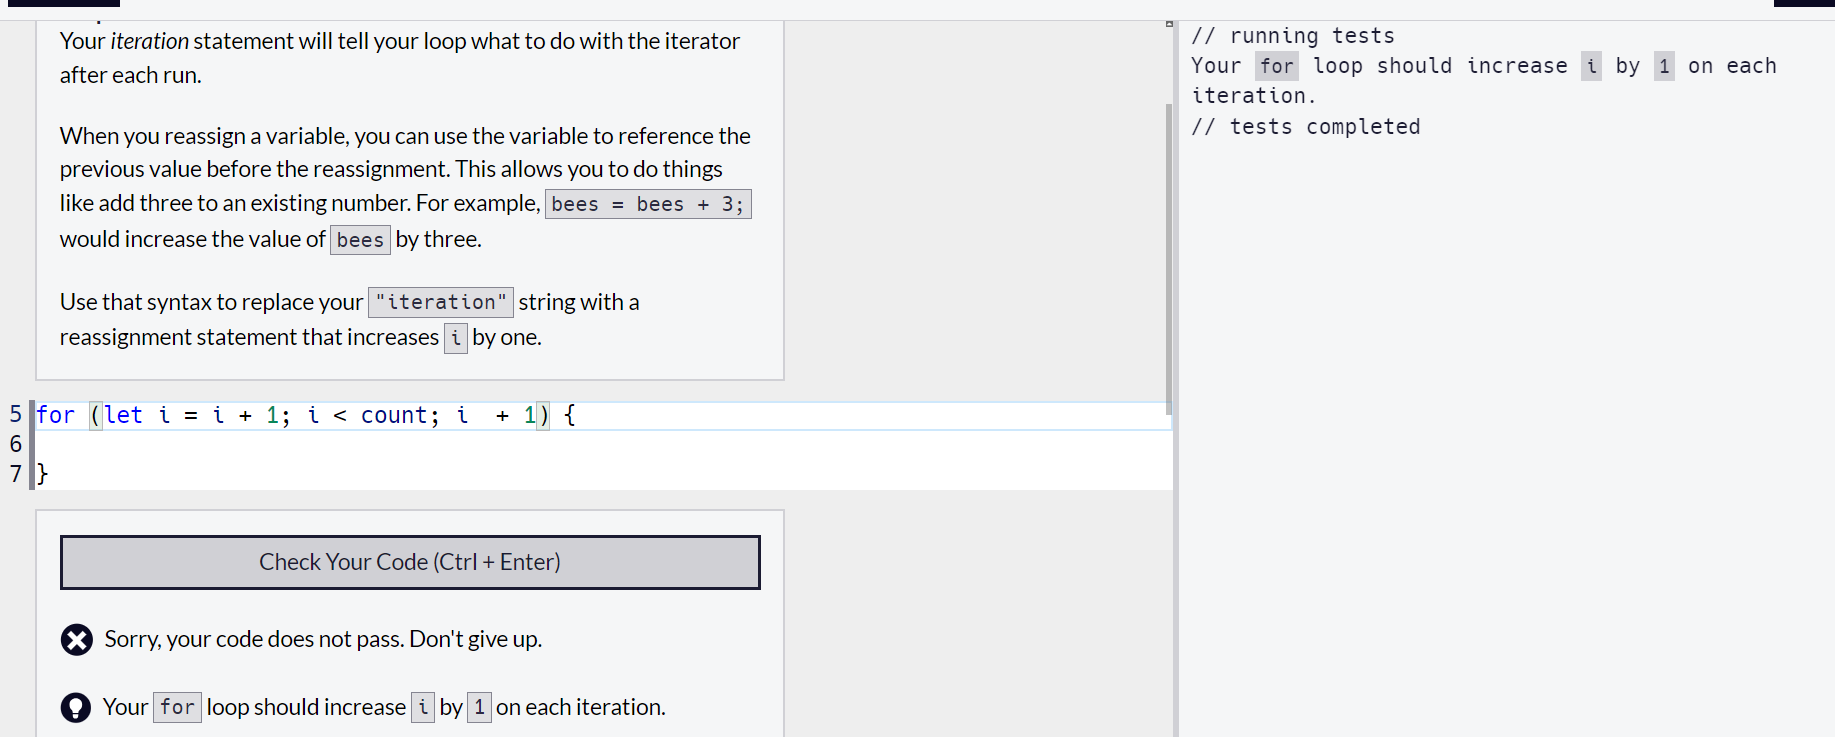 Your iteration statement will tell your loop what to do with the iterator
after each run.
When you reassign a variable, you can use the variable to reference the
previous value before the reassignment. This allows you to do things
like add three to an existing number. For example, bees = bees + 3;
would increase the value of bees by three.
Use that syntax to replace your "iteration" string with a
reassignment statement that increases i by one.
5 for (let i = i + 1; i < count; i  + 1) {
6
7 }
Check Your Code (Ctrl + Enter)
Sorry, your code does not pass. Don't give up.
Your for loop should increase i by 1 on each iteration.
// running tests
Your for loop should increase i by 1 on each
iteration.
// tests completed